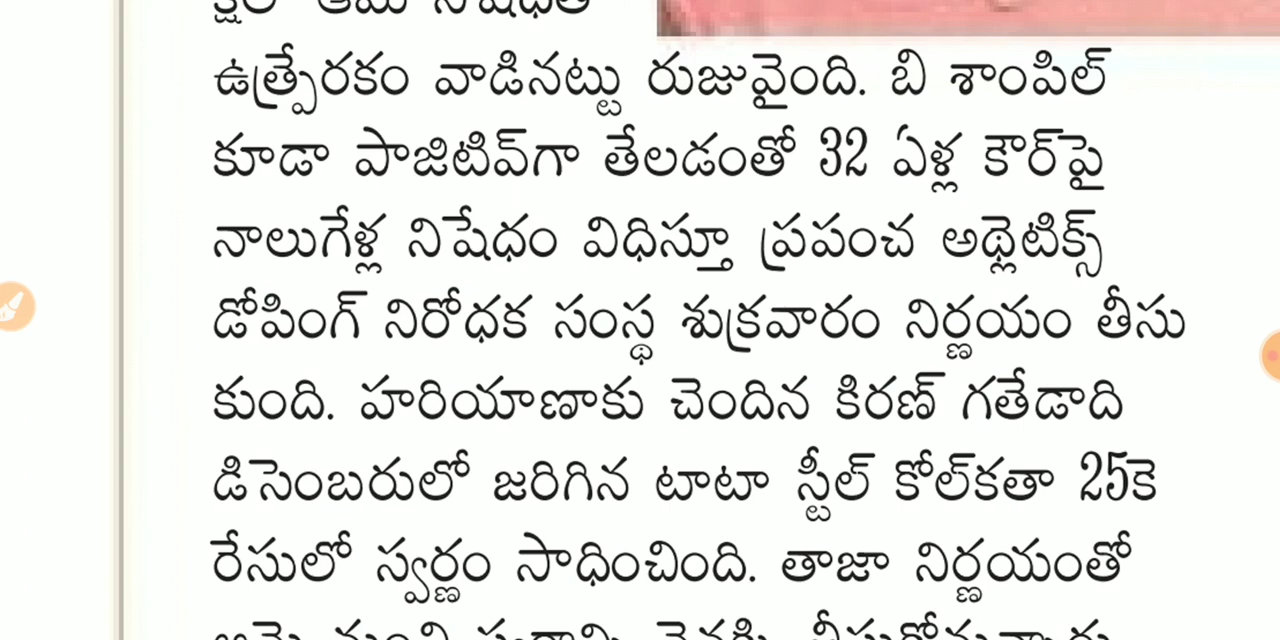 ఉత్ప్రేరకం వాడినట్టు రుజువైంది. బి శాంపిల్
కూడా పాజిటివ్‌గా తేలడంతో 32 ఏళ్ల కౌర్‌పై
నాలుగేళ్ల నిషేధం విధిస్తూ ప్రపంచ అథ్లెటిక్స్
డోపింగ్ నిరోధక సంస్థ శుక్రవారం నిర్ణయం తీసు
కుంది. హరియాణాకు చెందిన కిరణ్ గతేడాది
డిసెంబరులో జరిగిన టాటా స్టీల్ కోల్‌కతా 25కె
రేసులో స్వర్ణం సాధించింది. తాజా నిర్ణయంతో